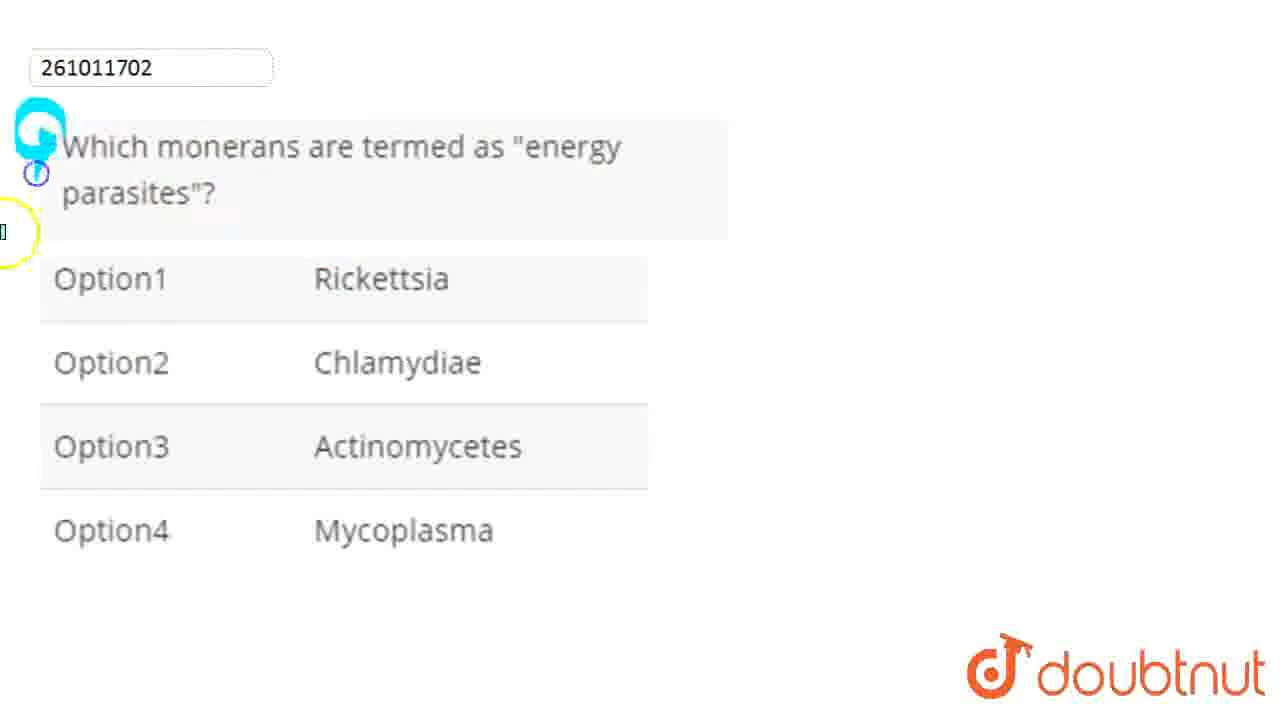 261011702
Which monerans are termed as "energy
parasites"?
Option1 Rickettsia
Option2 Chlamydiae
Option3 Actinomycetes
Option4 Mycoplasma
doubtnut